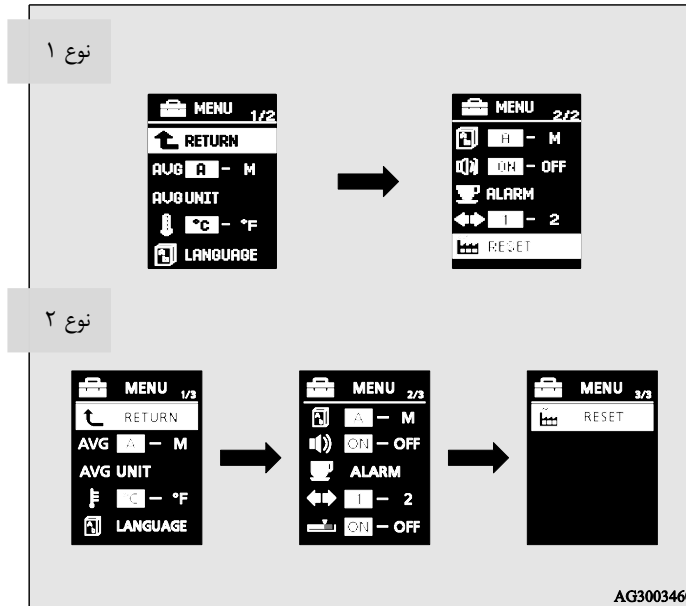 نوع ۱
MENU 1/2
RETURN
AVG A - M
AVG UNIT
°C - °F
LANGUAGE
MENU 2/2
A - M
ON - OFF
ALARM
1 - 2
RESET
نوع ۲
MENU 1/3
RETURN
AVG A - M
AVG UNIT
°C - °F
LANGUAGE
MENU 2/3
A - M
ON - OFF
ALARM
1 - 2
ON - OFF
MENU 3/3
RESET